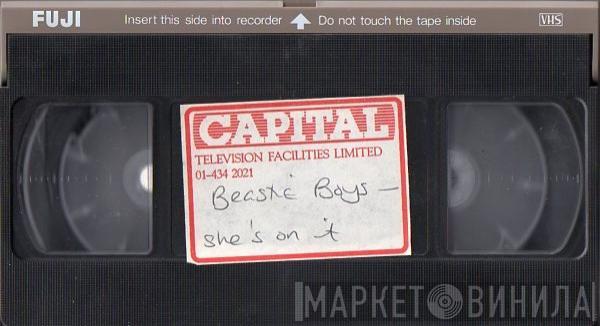 FUJI Insert this side into recorder Do not touch the tape inside VHS
CAPITAL
TELEVISION FACILITIES LIMITED
01-434 2021
Beastie Boys —
she's on it
МАРКЕТ ВИНИЛА